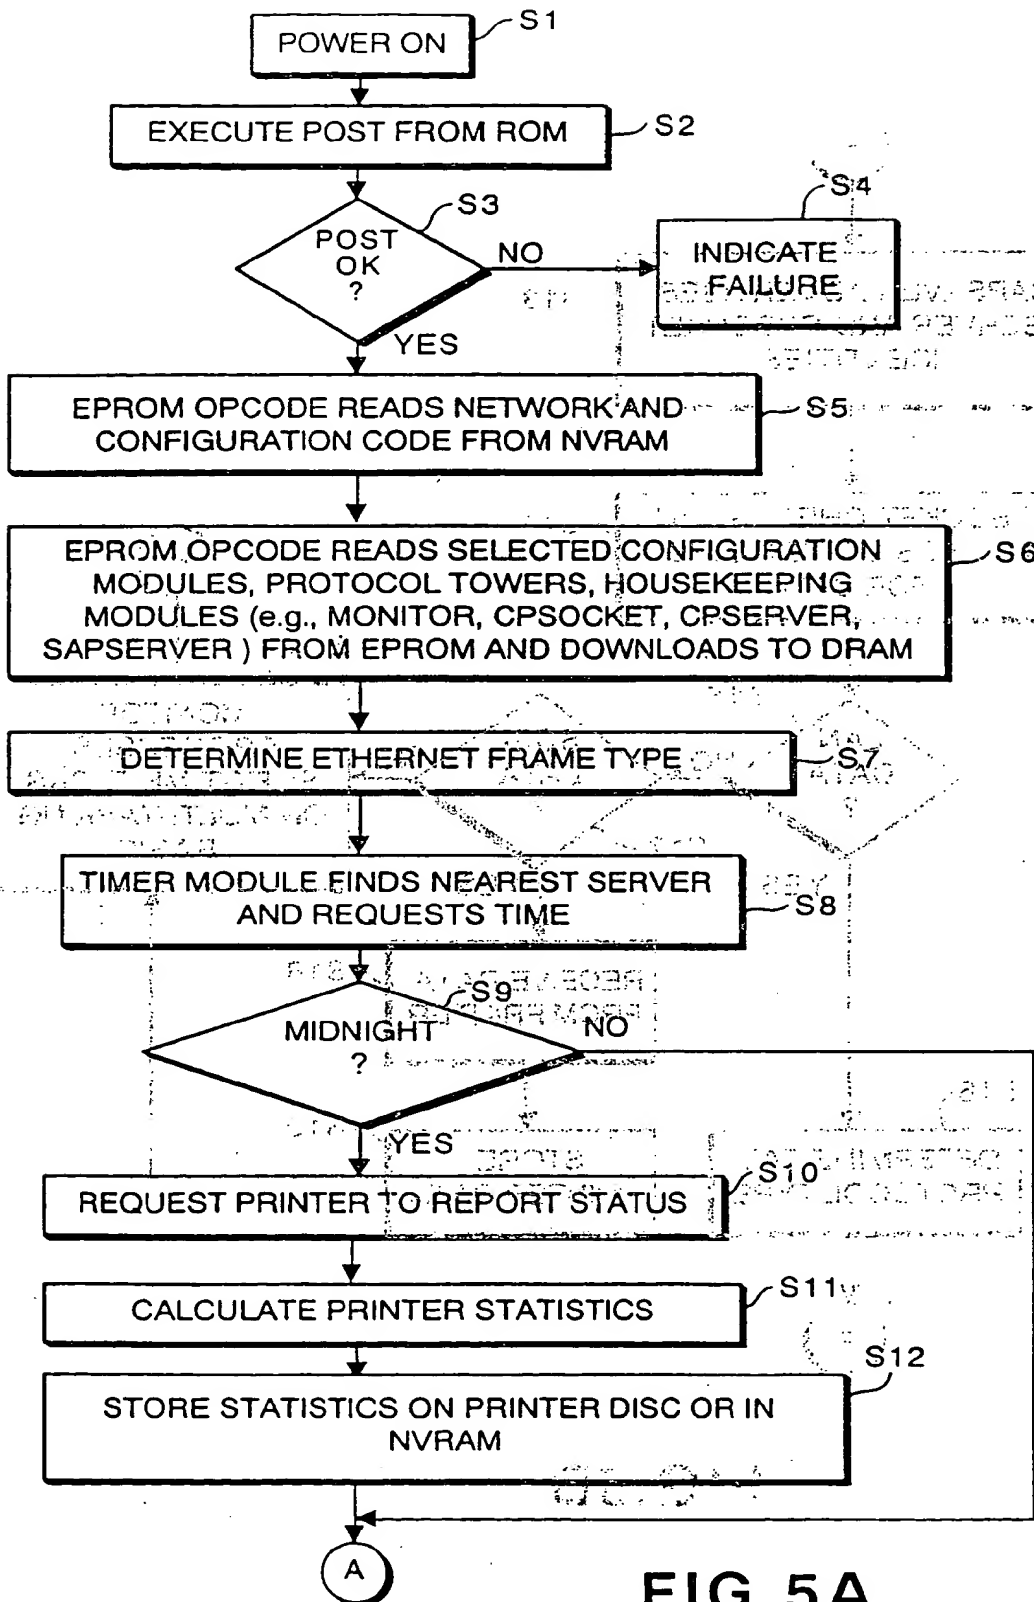 S1
POWER ON
EXECUTE POST FROM ROM
S2
S3
POST
OK
?
NO
YES
S4
INDICATE
FAILURE
EPROM OPCODE READS NETWORK AND
CONFIGURATION CODE FROM NVRAM
S5
EPROM OPCODE READS SELECTED CONFIGURATION
MODULES, PROTOCOL TOWERS, HOUSEKEEPING
MODULES (e.g., MONITOR, CPSOCKET, CPSERVER,
SAPSERVER ) FROM EPROM AND DOWNLOADS TO DRAM
S6
DETERMINE ETHERNET FRAME TYPE
S7
TIMER MODULE FINDS NEAREST SERVER
AND REQUESTS TIME
S8
S9
MIDNIGHT
?
NO
YES
REQUEST PRINTER TO REPORT STATUS
S10
CALCULATE PRINTER STATISTICS
S11
S12
STORE STATISTICS ON PRINTER DISC OR IN
NVRAM
A
FIG. 5A